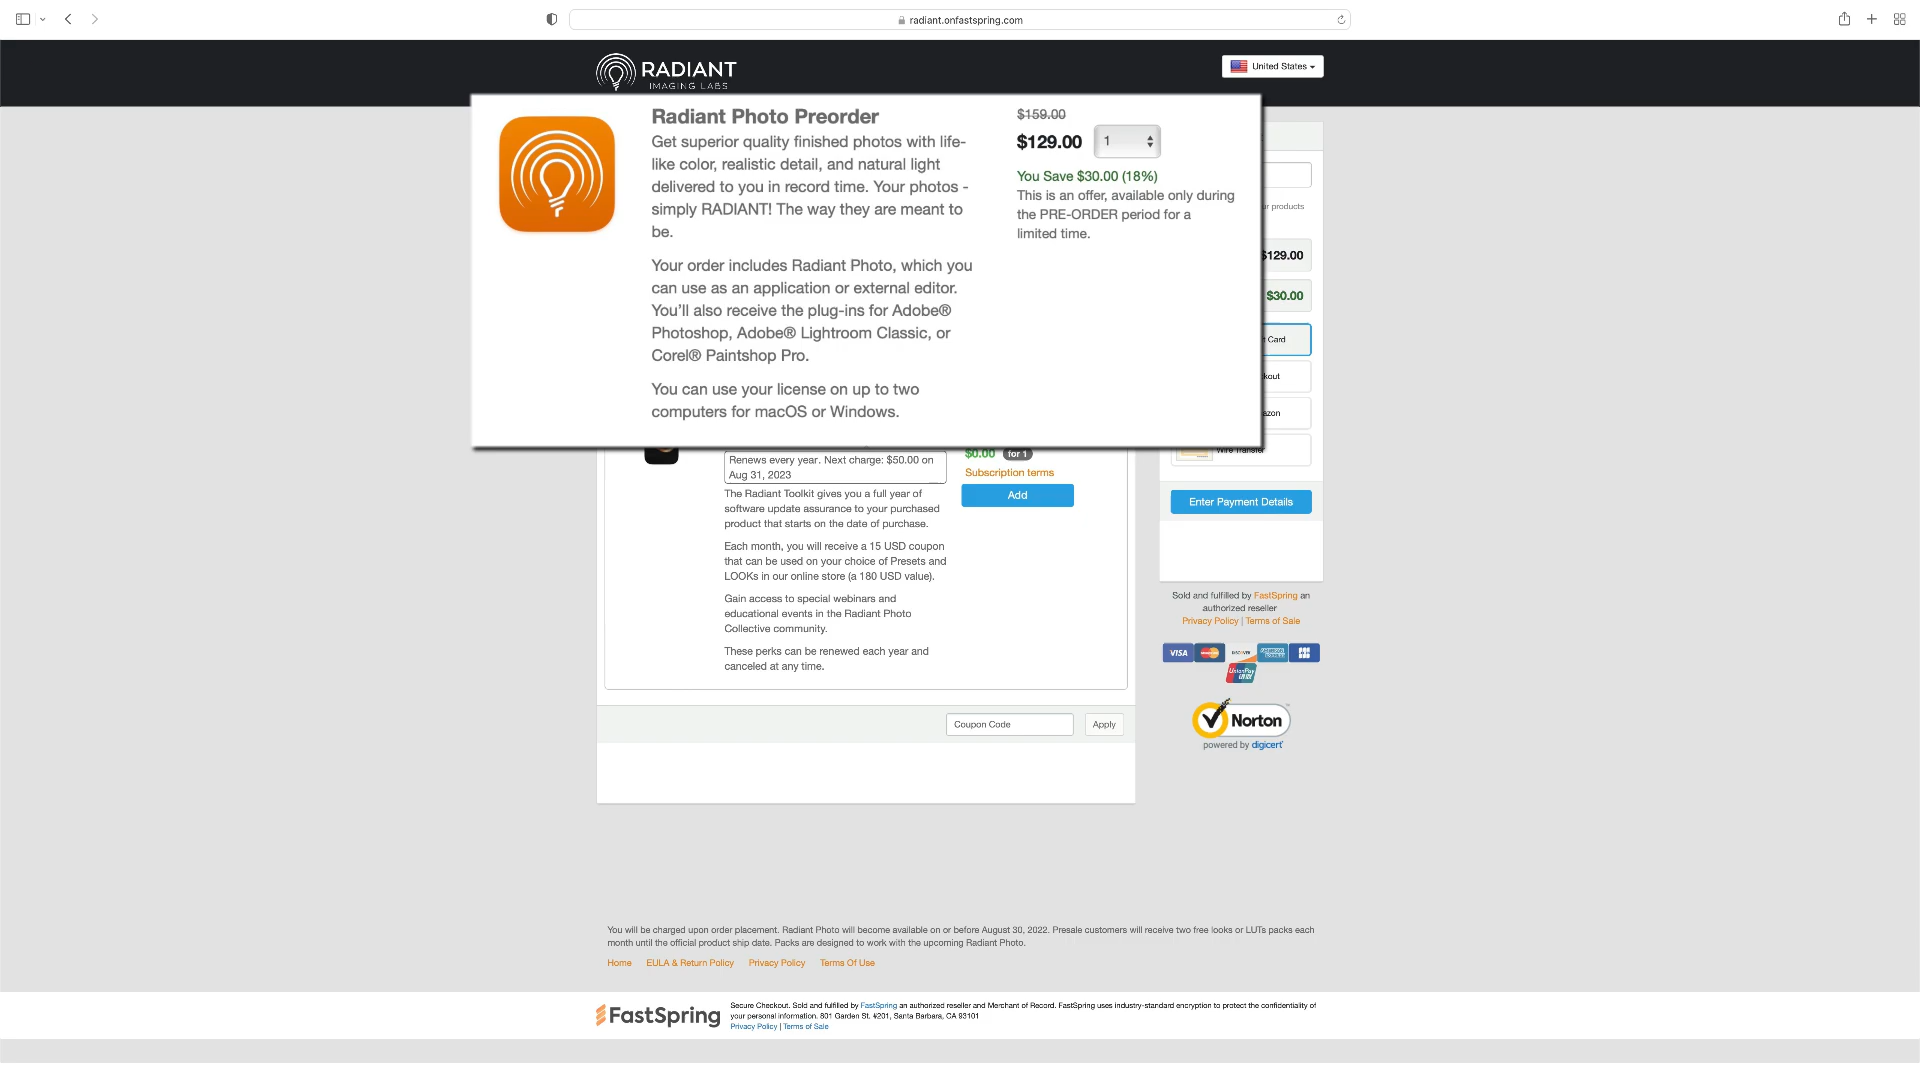 radiant.onfastspring.com
RADIANT
IMAGING LABS
United States
Radiant Photo Preorder
Get superior quality finished photos with life-
like color, realistic detail, and natural light
delivered to you in record time. Your photos -
simply RADIANT! The way they are meant to
be.
Your order includes Radiant Photo, which you
can use as an application or external editor.
You'll also receive the plug-ins for Adobe®
Photoshop, Adobe® Lightroom Classic, or
Corel® Paintshop Pro.
You can use your license on up to two
computers for macOS or Windows.
$159.00
$129.00 1
You Save $30.00 (18%)
This is an offer, available only during
the PRE-ORDER period for a
limited time.
products
$129.00
$30.00
Card
Wire Transfer
Enter Payment Details
Renews every year. Next charge: $50.00 on
Aug 31, 2023
The Radiant Toolkit gives you a full year of
software update assurance to your purchased
product that starts on the date of purchase.
Each month, you will receive a 15 USD coupon
that can be used on your choice of Presets and
LOOKs in our online store (a 180 USD value).
Gain access to special webinars and
educational events in the Radiant Photo
Collective community.
These perks can be renewed each year and
canceled at any time.
$0.00 for 1
Subscription terms
Add
Coupon Code
Apply
Sold and fulfilled by FastSpring an
authorized reseller
Privacy Policy | Terms of Sale
VISA
DISCOVER
UnionPay
Norton
powered by digicert
You will be charged upon order placement. Radiant Photo will become available on or before August 30, 2022. Presale customers will receive two free looks or LUTs packs each
month until the official product ship date. Packs are designed to work with the upcoming Radiant Photo.
Home EULA & Return Policy Privacy Policy Terms Of Use
FastSpring
Secure Checkout. Sold and fulfilled by FastSpring an authorized reseller and Merchant of Record. FastSpring uses industry-standard encryption to protect the confidentiality of
your personal information. 801 Garden St. #201, Santa Barbara, CA 93101
Privacy Policy | Terms of Sale